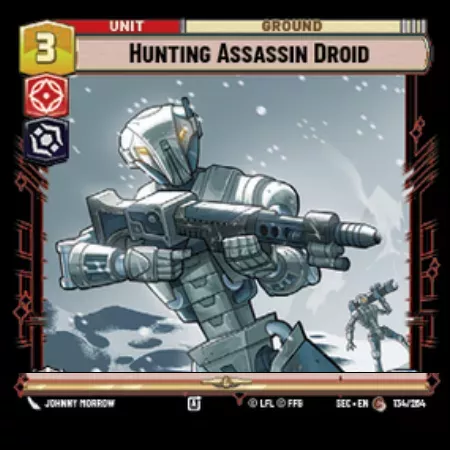 UNIT
GROUND
3
HUNTING ASSASSIN DROID
JOHNNY MORROW
© LFL © FFG
SEC • EN
134/264